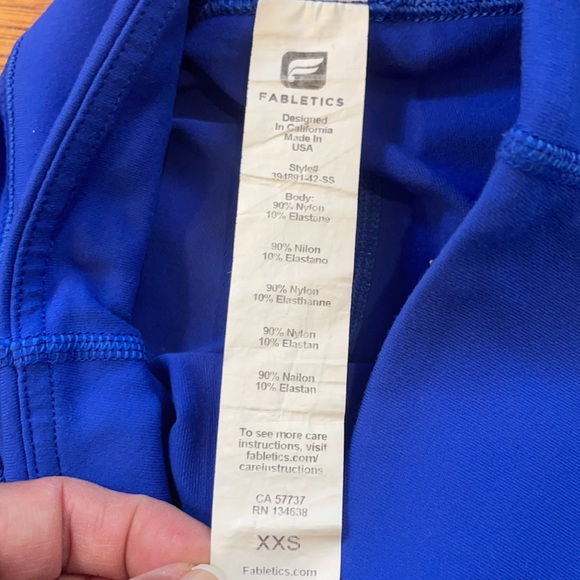 FABLETICS
Designed
In California
Made In
USA
Style#
394891-42-SS
Body:
90% Nylon
10% Elastane
90% Nilon
10% Elastano
90% Nylon
10% Elasthanne
90% Nylon
10% Elastan
90% Nailon
10% Elastan
To see more care
instructions, visit
fabletics.com/
careinstructions
CA 57737
RN 134638
XXS
Fabletics.com